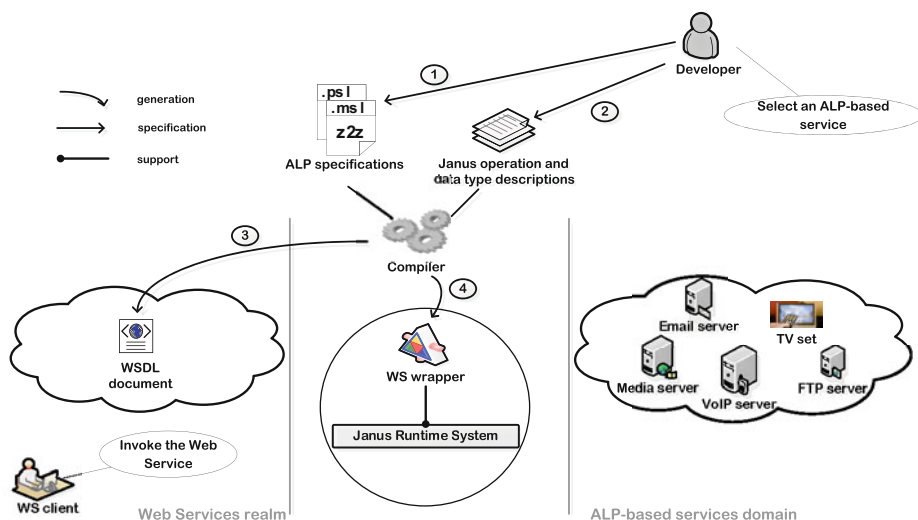 Developer
Select an ALP-based
service
1
2
generation
specification
support
.psl
.msl
z2z
ALP specifications
Janus operation and
data type descriptions
3
Compiler
4
WSDL
document
WS wrapper
Janus Runtime System
Email server
TV set
Media server
VoIP server
FTP server
Invoke the Web
Service
WS client
Web Services realm
ALP-based services domain